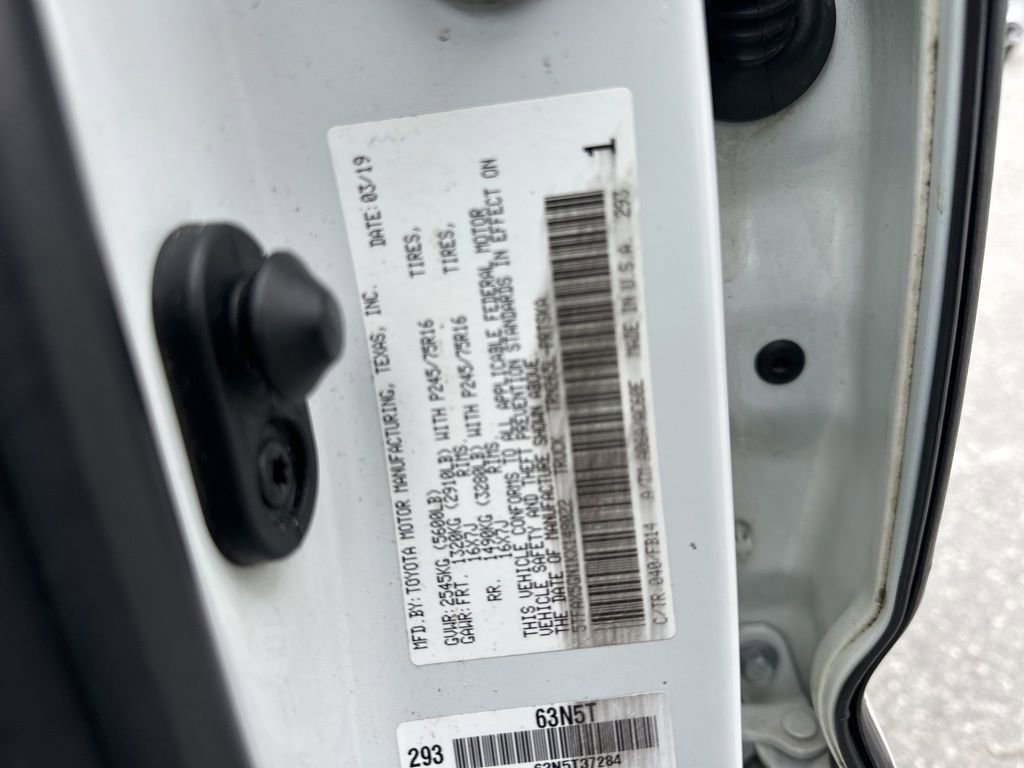 MFD.BY:TOYOTA MOTOR MANUFACTURING, TEXAS, INC. DATE:03/19
GVWR:2545KG (5600LB)
GAWR:FRT. 1320KG (2910LB) WITH P245/75R16 TIRES,
16X7J RIMS.
RR. 1490KG (3280LB) WITH P245/75R16 TIRES,
16X7J RIMS.
THIS VEHICLE CONFORMS TO ALL APPLICABLE FEDERAL MOTOR
VEHICLE SAFETY AND THEFT PREVENTION STANDARDS IN EFFECT ON
THE DATE OF MANUFACTURE SHOWN ABOVE
TRUCK
C/TR:040/FB14 MADE IN U.S.A. 293
1
63N5T
293
63N5T37284